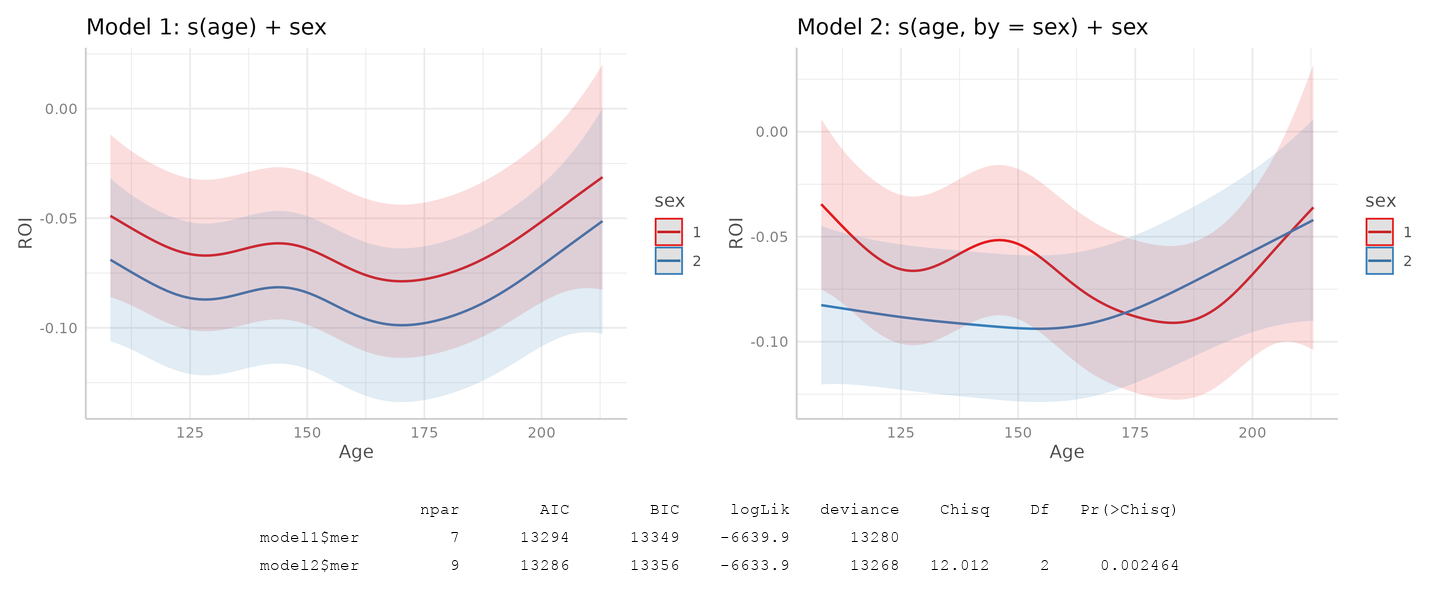 Model 1: s(age) + sex
0.00
-0.05
-0.10
ROI
125 150 175 200
Age
sex
1
2
Model 2: s(age, by = sex) + sex
0.00
-0.05
-0.10
ROI
125 150 175 200
Age
sex
1
2
npar AIC BIC logLik deviance Chisq Df Pr(>Chisq)
model1$mer 7 13294 13349 -6639.9 13280
model2$mer 9 13286 13356 -6633.9 13268 12.012 2 0.002464